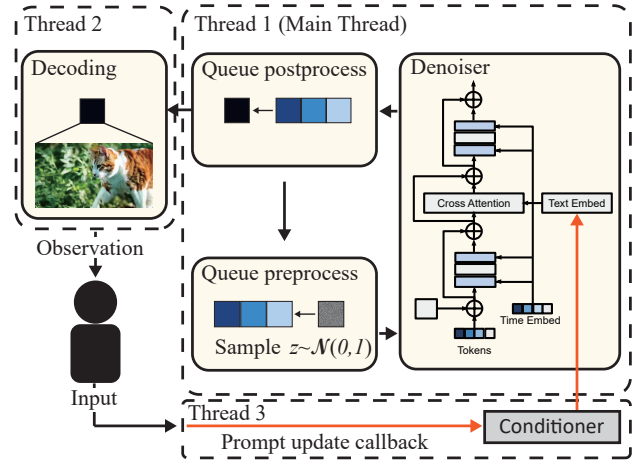 Thread 2
Thread 1 (Main Thread)
Decoding
Queue postprocess
Denoiser
Cross Attention
Text Embed
Observation
Queue preprocess
Sample z~𝒩(0,1)
Time Embed
Tokens
Input
Thread 3
Conditioner
Prompt update callback